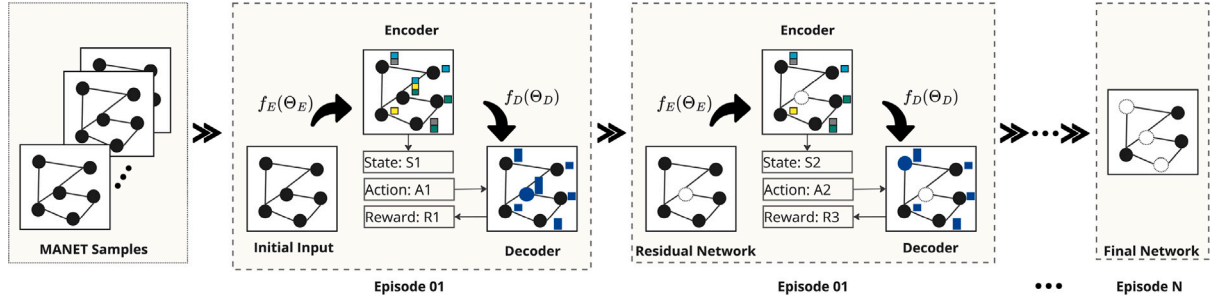 MANET Samples
Encoder
f_E(Θ_E)
f_D(Θ_D)
State: S1
Action: A1
Reward: R1
Initial Input
Decoder
Episode 01
Encoder
f_E(Θ_E)
f_D(Θ_D)
State: S2
Action: A2
Reward: R3
Residual Network
Decoder
Episode 01
Final Network
Episode N